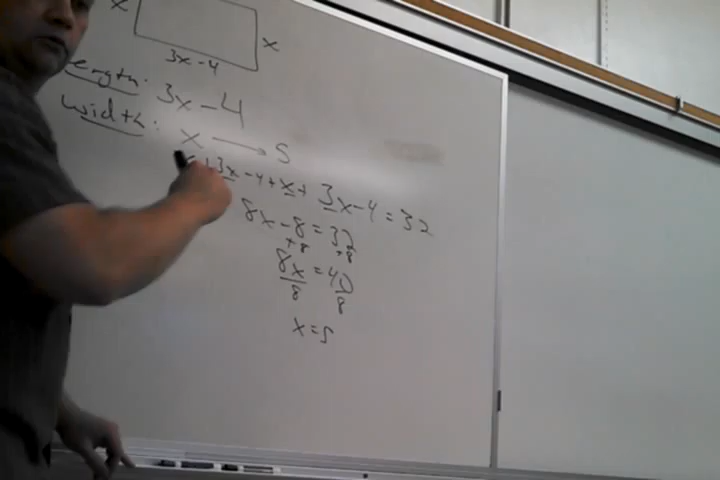 x
x
3x-4
length: 3x-4
width: x → 5
+3x-4+x+3x-4=32
8x-8=32
+8 +8
8x=40
8 8
x=5